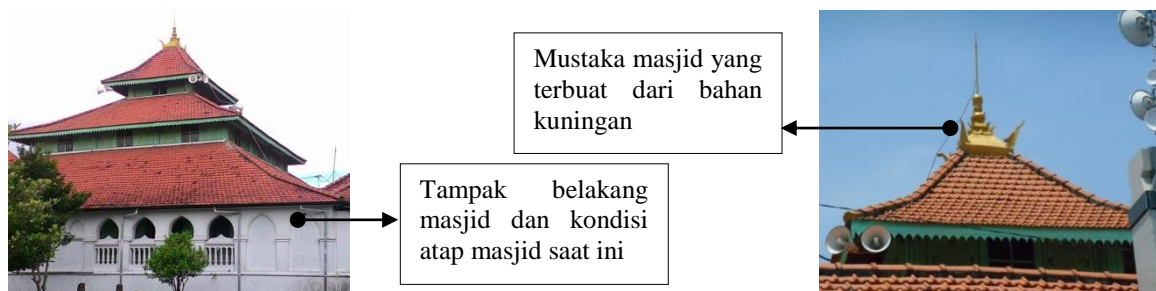 Mustaka masjid yang
terbuat dari bahan
kuningan
Tampak belakang
masjid dan kondisi
atap masjid saat ini